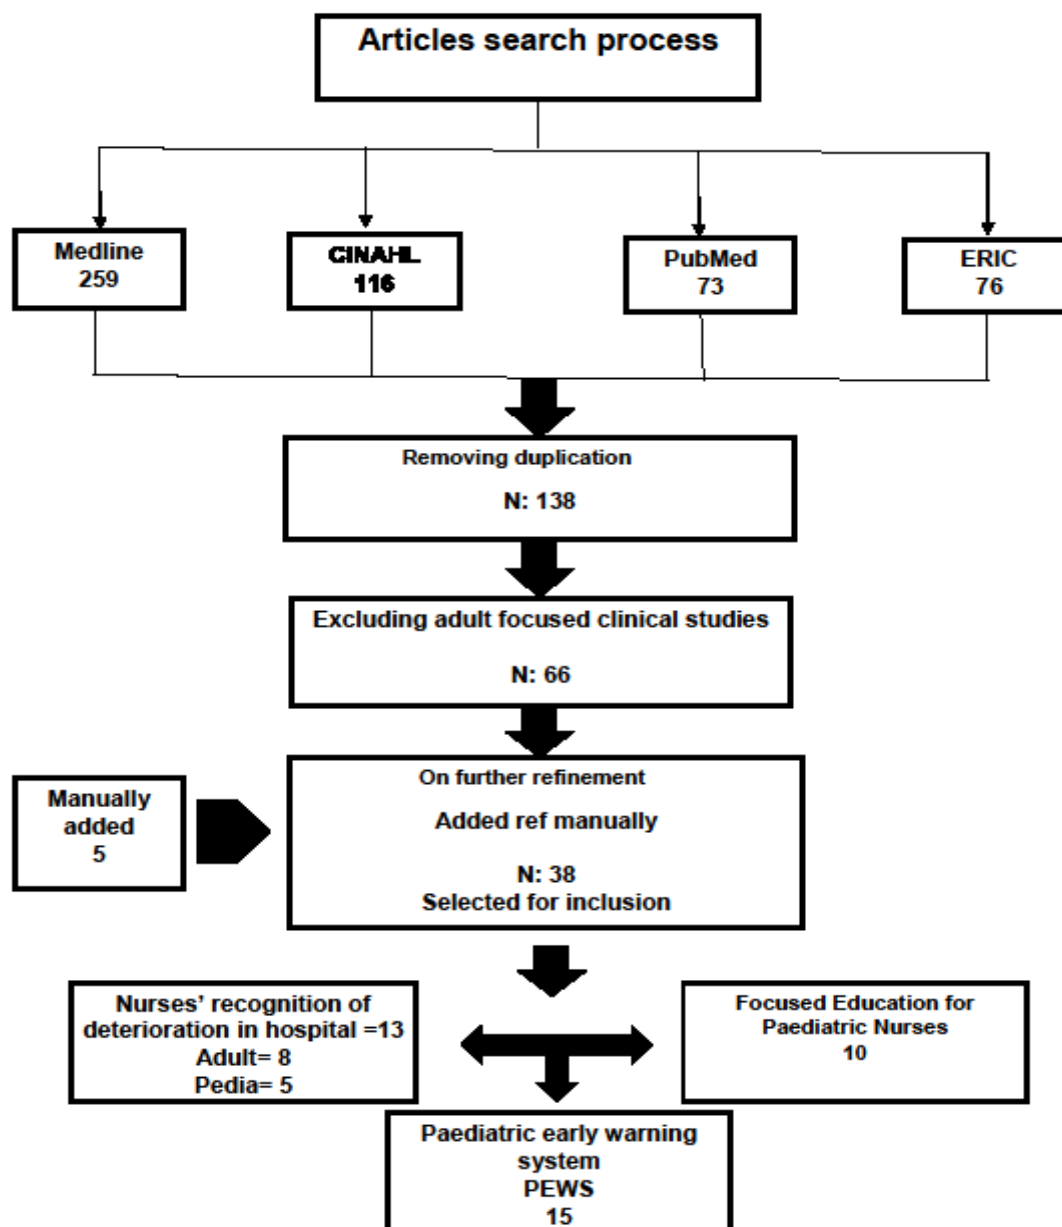 Articles search process
Medline
259
CINAHL
116
PubMed
73
ERIC
76
Removing duplication
N: 138
Excluding adult focused clinical studies
N: 66
Manually
added
5
On further refinement
Added ref manually
N: 38
Selected for inclusion
Nurses’ recognition of
deterioration in hospital =13
Adult= 8
Pedia= 5
Focused Education for
Paediatric Nurses
10
Paediatric early warning
system
PEWS
15